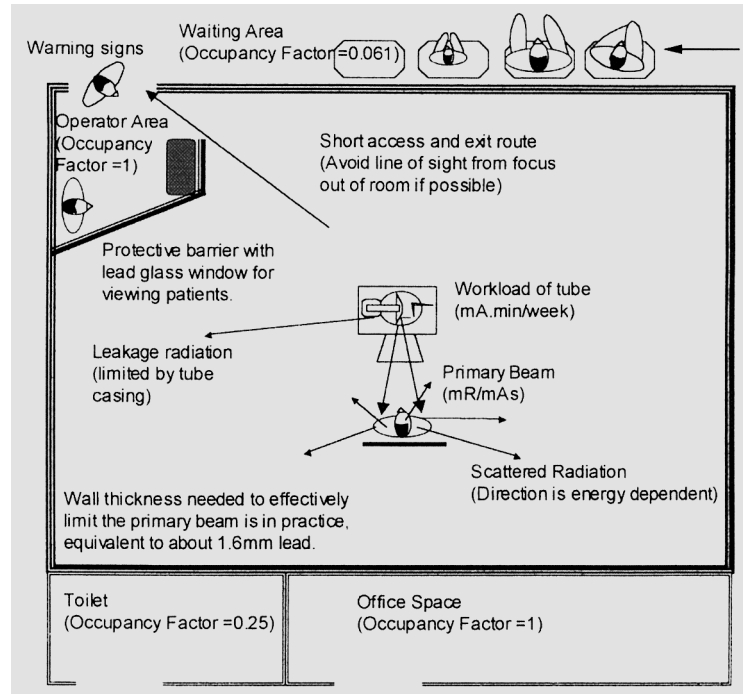 Warning signs
Waiting Area
(Occupancy Factor=0.061)
Operator Area
(Occupancy
Factor =1)
Short access and exit route
(Avoid line of sight from focus
out of room if possible)
Protective barrier with
lead glass window for
viewing patients.
Workload of tube
(mA.min/week)
Leakage radiation
(limited by tube
casing)
Primary Beam
(mR/mAs)
Scattered Radiation
(Direction is energy dependent)
Wall thickness needed to effectively
limit the primary beam is in practice,
equivalent to about 1.6mm lead.
Toilet
(Occupancy Factor =0.25)
Office Space
(Occupancy Factor =1)